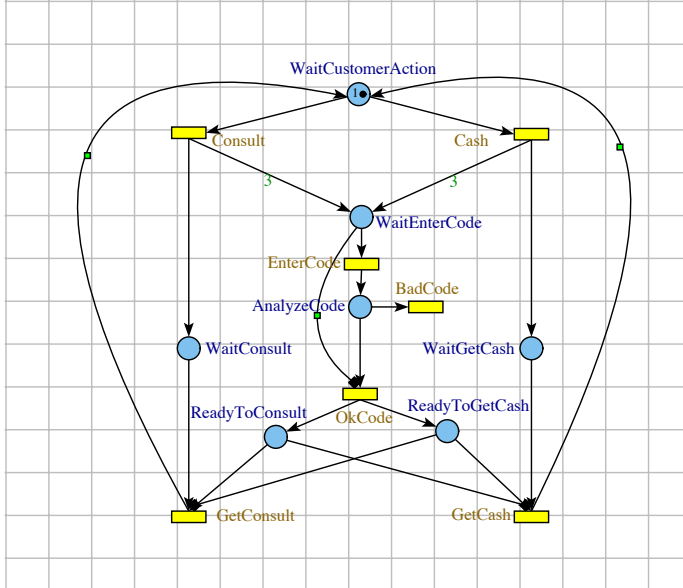 WaitCustomerAction
1
Consult
Cash
3
3
WaitEnterCode
EnterCode
BadCode
AnalyzeCode
WaitConsult
WaitGetCash
ReadyToConsult
ReadyToGetCash
OkCode
GetConsult
GetCash